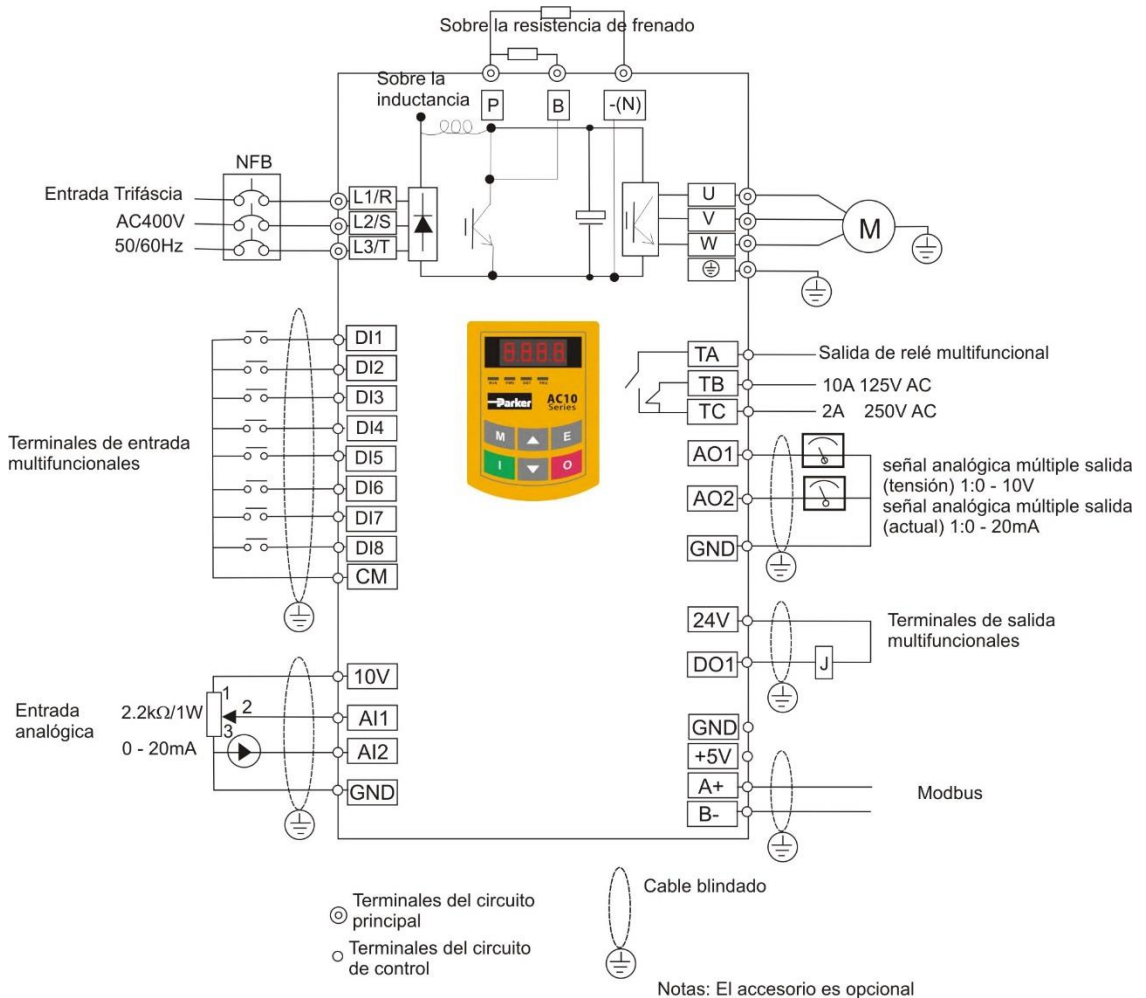 Sobre la resistencia de frenado
Sobre la
inductancia
P
B
-(N)
NFB
Entrada Trifáscia
AC400V
50/60Hz
L1/R
L2/S
L3/T
U
V
W
M
DI1
DI2
DI3
DI4
DI5
DI6
DI7
DI8
CM
Terminales de entrada
multifuncionales
8.8.8.8
Parker
AC10
Series
M
E
I
O
TA
TB
TC
Salida de relé multifuncional
10A 125V AC
2A 250V AC
AO1
AO2
GND
señal analógica múltiple salida
(tensión) 1:0 - 10V
señal analógica múltiple salida
(actual) 1:0 - 20mA
24V
DO1
J
Terminales de salida
multifuncionales
Entrada
analógica
2.2kΩ/1W
0 - 20mA
1
2
3
10V
AI1
AI2
GND
GND
+5V
A+
B-
Modbus
Terminales del circuito
principal
Terminales del circuito
de control
Cable blindado
Notas: El accesorio es opcional